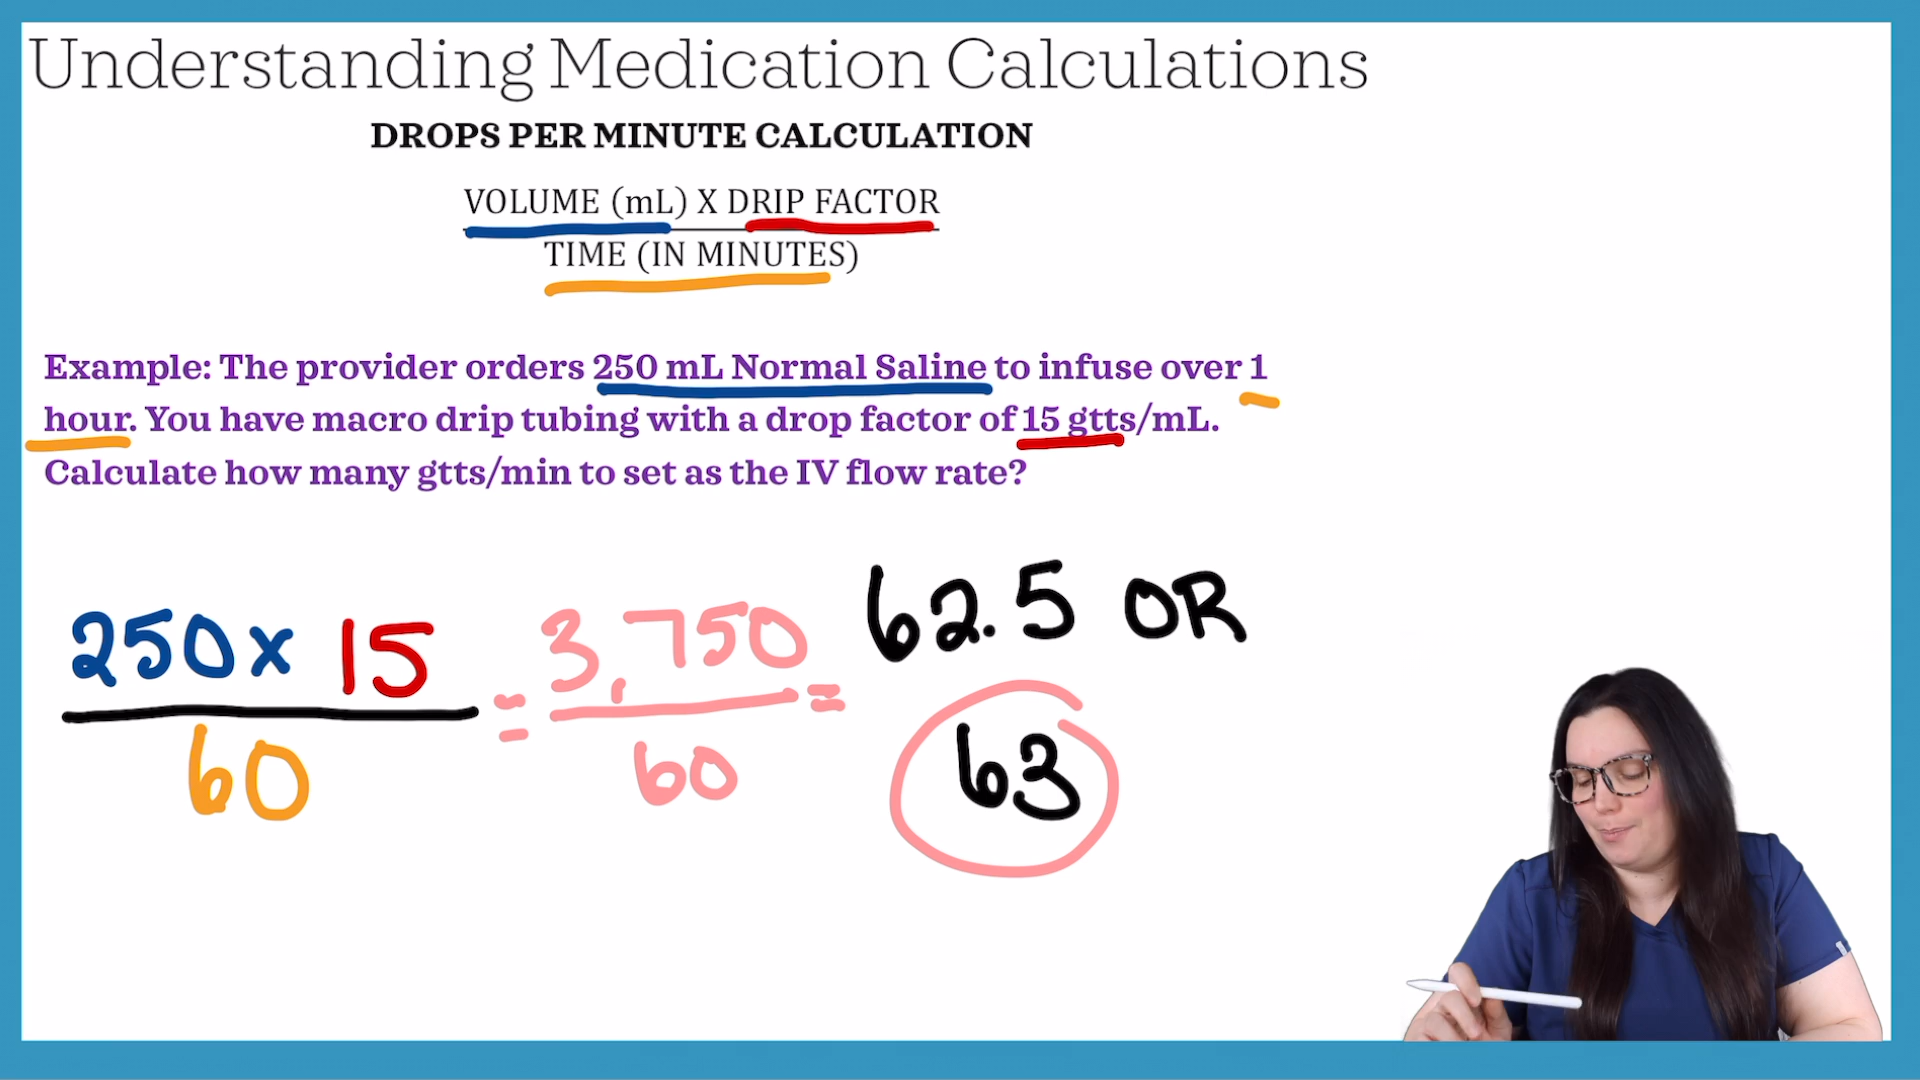 Understanding Medication Calculations
DROPS PER MINUTE CALCULATION
VOLUME (mL) X DRIP FACTOR
TIME (IN MINUTES)
Example: The provider orders 250 mL Normal Saline to infuse over 1
hour. You have macro drip tubing with a drop factor of 15 gtts/mL.
Calculate how many gtts/min to set as the IV flow rate?
250 x 15 = 3,750 = 62.5 OR
60 60 63